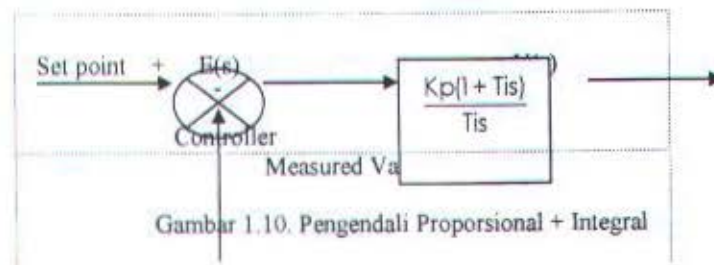 Set point + E(s)
-
Kp(1 + Tis)
Tis
Controller
Measured Va
Gambar 1.10. Pengendali Proporsional + Integral